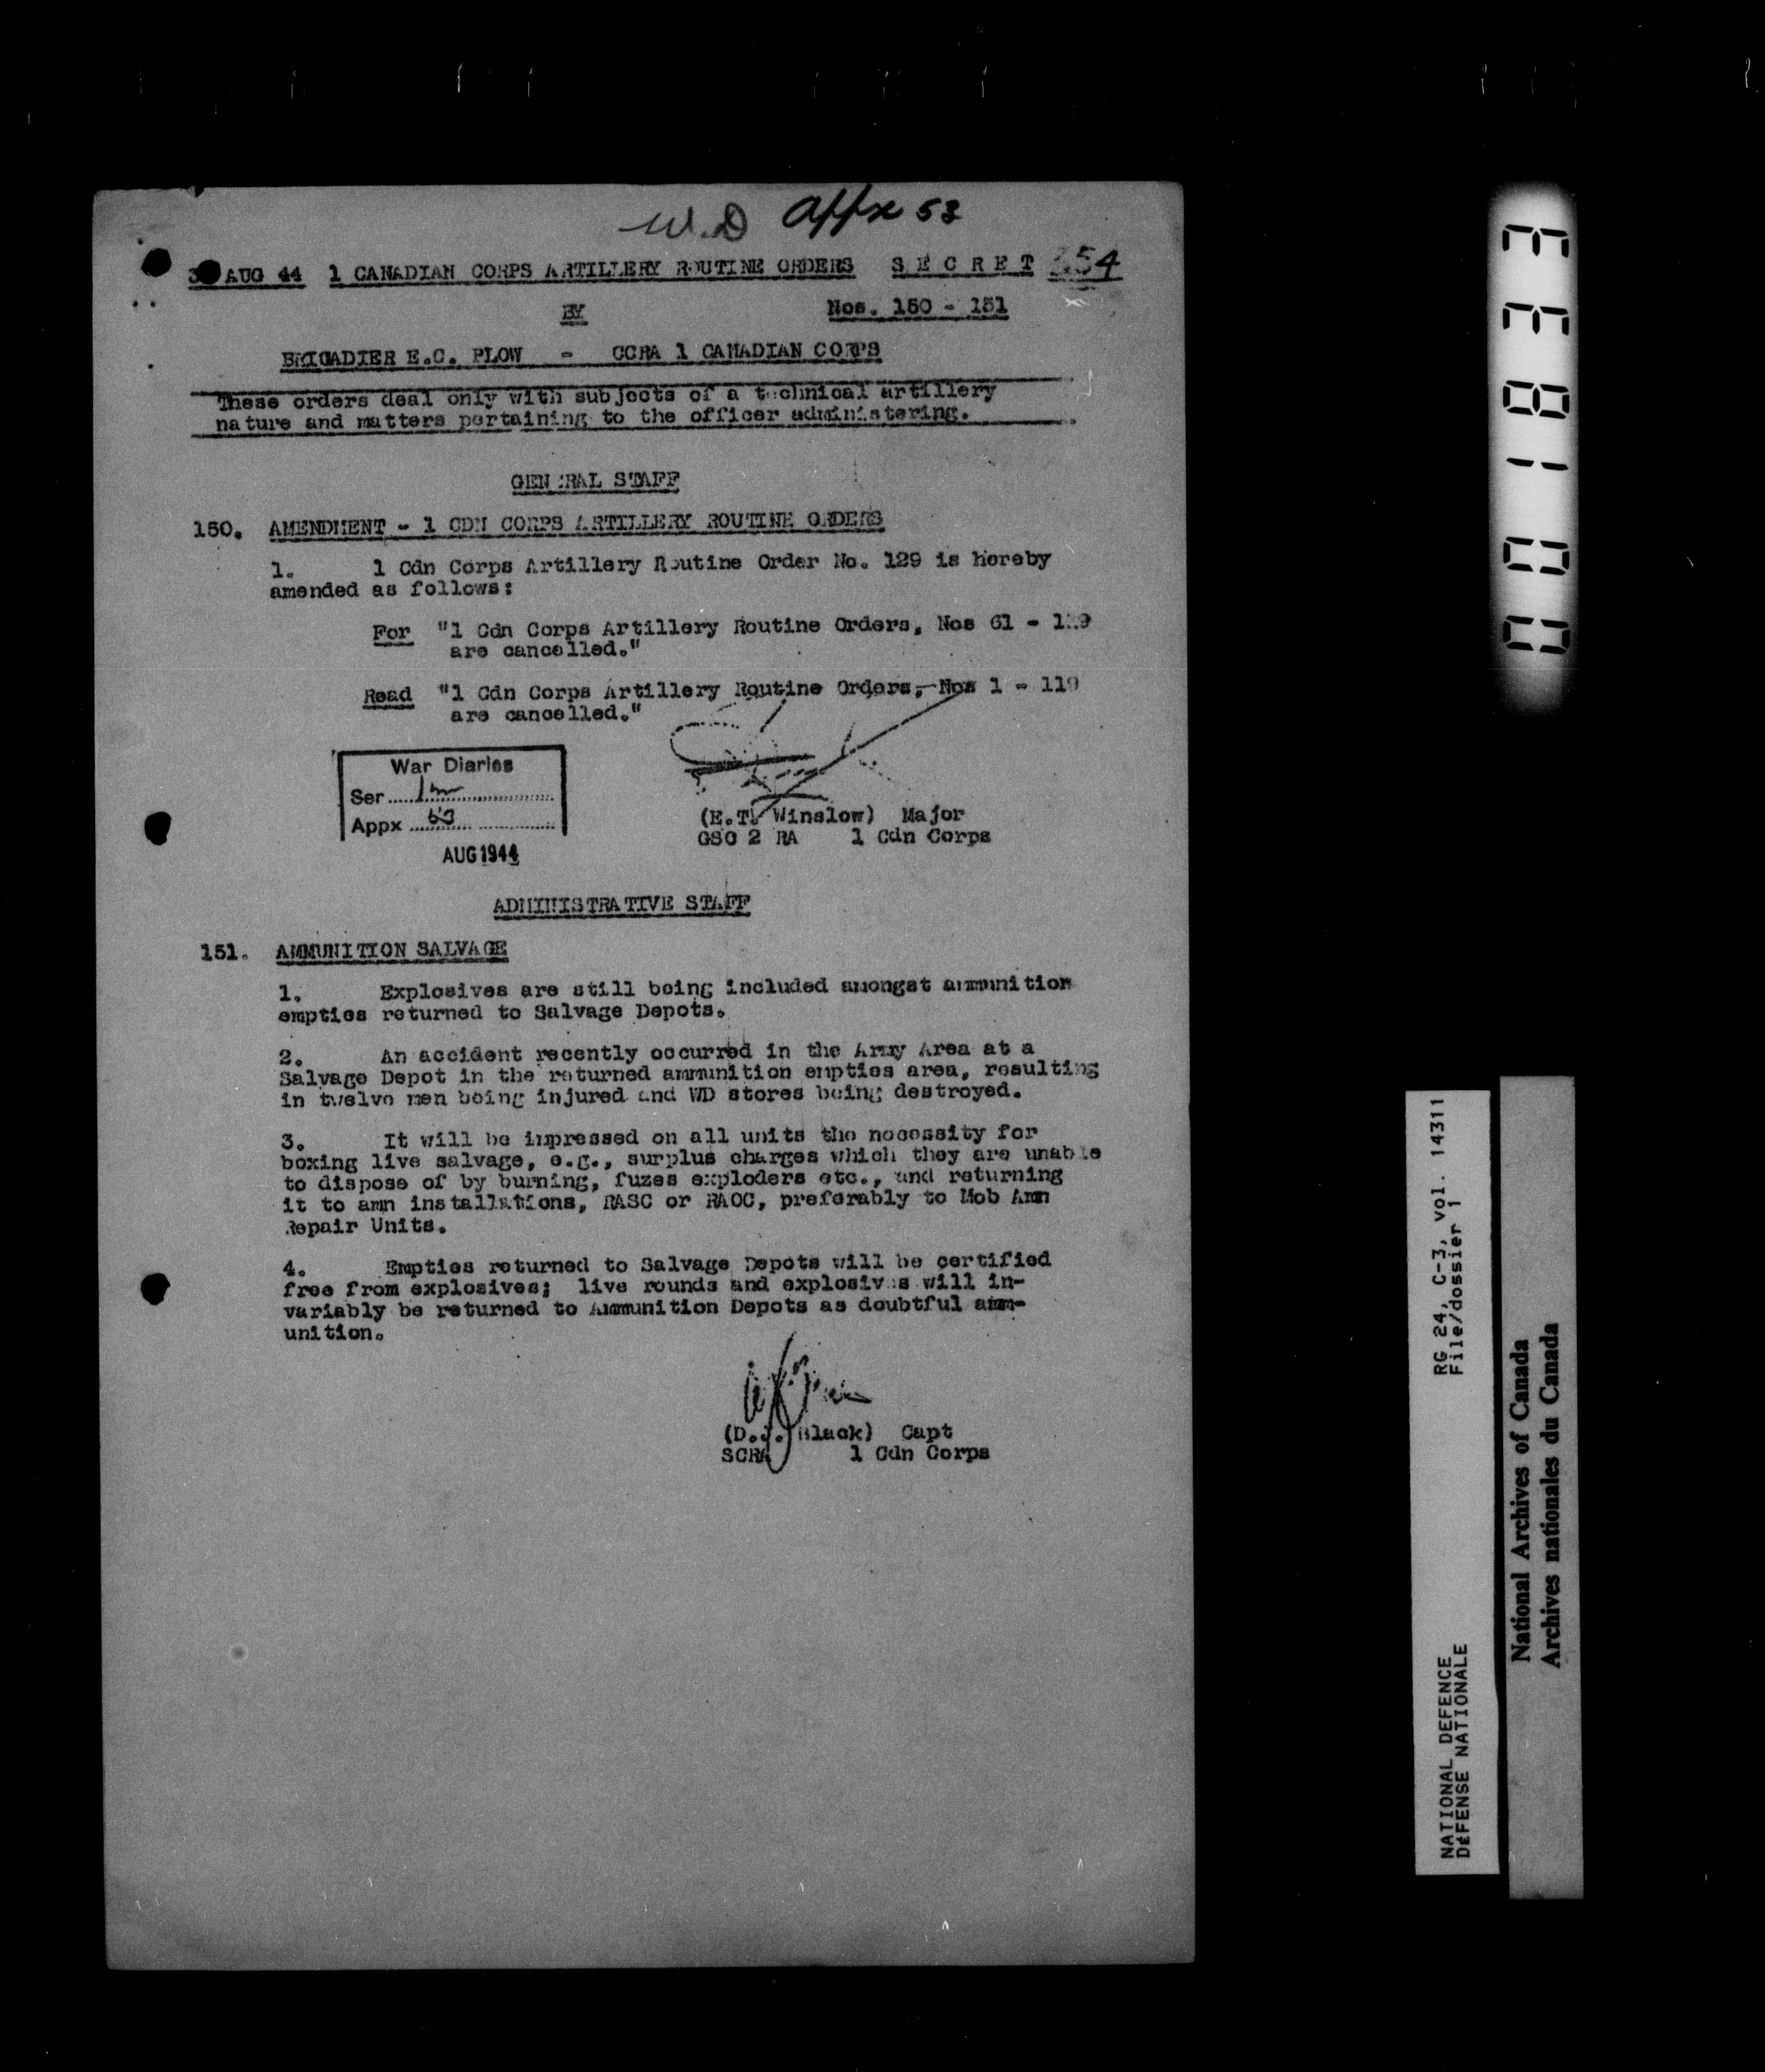 W.D Appx 53
AUG 44 1 CANADIAN CORPS ARTILLERY ROUTINE ORDERS S E C R E T 354
BY Nos. 150 - 151
BRIGADIER E.C. PLOW - CCRA 1 CANADIAN CORPS
These orders deal only with subjects of a technical artillery
nature and matters pertaining to the officer administering.
GENERAL STAFF
150. AMENDMENT - 1 CDN CORPS ARTILLERY ROUTINE ORDERS
1. 1 Cdn Corps Artillery Routine Order No. 129 is hereby
amended as follows:
For "1 Cdn Corps Artillery Routine Orders, Nos 61 - 129
are cancelled."
Read "1 Cdn Corps Artillery Routine Orders, Nos 1 - 119
are cancelled."
War Diaries
Ser
Appx 53
AUG 1944
(E.T. Winslow) Major
GSO 2 RA 1 Cdn Corps
ADMINISTRATIVE STAFF
151. AMMUNITION SALVAGE
1. Explosives are still being included amongst ammunition
empties returned to Salvage Depots.
2. An accident recently occurred in the Army Area at a
Salvage Depot in the returned ammunition empties area, resulting
in twelve men being injured and WD stores being destroyed.
3. It will be impressed on all units the necessity for
boxing live salvage, e.g., surplus charges which they are unable
to dispose of by burning, fuzes exploders etc., and returning
it to amn installations, RASC or RAOC, preferably to Mob Amn
Repair Units.
4. Empties returned to Salvage Depots will be certified
free from explosives; live rounds and explosives will in-
variably be returned to Ammunition Depots as doubtful amm-
unition.
(D.J. Black) Capt
SCRA 1 Cdn Corps
RG 24, C-3, vol. 14311
File/dossier 1
NATIONAL DEFENCE
DÉFENSE NATIONALE
National Archives of Canada
Archives nationales du Canada